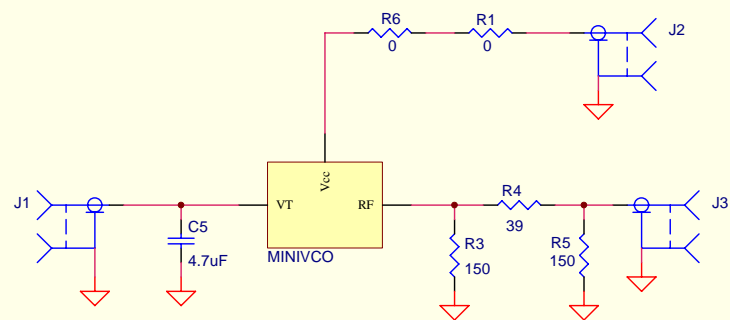 R6
R1
0
0
J2
J1
VT
Vcc
RF
R4
39
J3
C5
4.7uF
MINIVCO
R3
150
R5
150